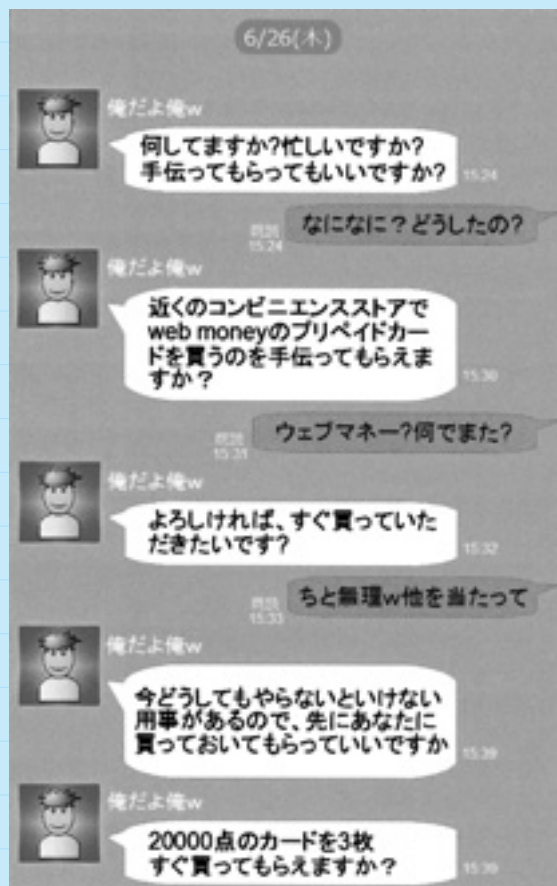 6/26(木)
俺だよ俺w
何してますか?忙しいですか?
手伝ってもらってもいいですか?
15:24
なになに？どうしたの?
既読
15:24
俺だよ俺w
近くのコンビニエンスストアで
web moneyのプリペイドカー
ドを買うのを手伝ってもらえま
すか？
15:30
ウェブマネー?何でまた?
既読
15:31
俺だよ俺w
よろしければ、すぐ買っていた
だきたいです?
15:32
ちと無理w他を当たって
既読
15:33
俺だよ俺w
今どうしてもやらないといけない
用事があるので、先にあなたに
買っておいてもらっていいですか
15:39
俺だよ俺w
20000点のカードを3枚
すぐ買ってもらえますか？
15:39